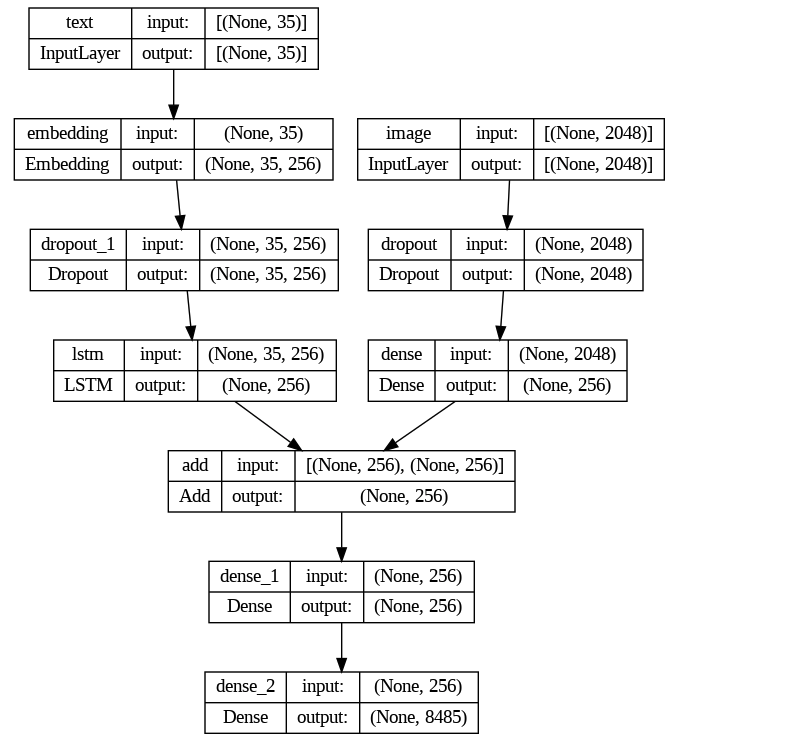 text input: [(None, 35)]
InputLayer output: [(None, 35)]
embedding input: (None, 35)
Embedding output: (None, 35, 256)
image input: [(None, 2048)]
InputLayer output: [(None, 2048)]
dropout_1 input: (None, 35, 256)
Dropout output: (None, 35, 256)
dropout input: (None, 2048)
Dropout output: (None, 2048)
lstm input: (None, 35, 256)
LSTM output: (None, 256)
dense input: (None, 2048)
Dense output: (None, 256)
add input: [(None, 256), (None, 256)]
Add output: (None, 256)
dense_1 input: (None, 256)
Dense output: (None, 256)
dense_2 input: (None, 256)
Dense output: (None, 8485)